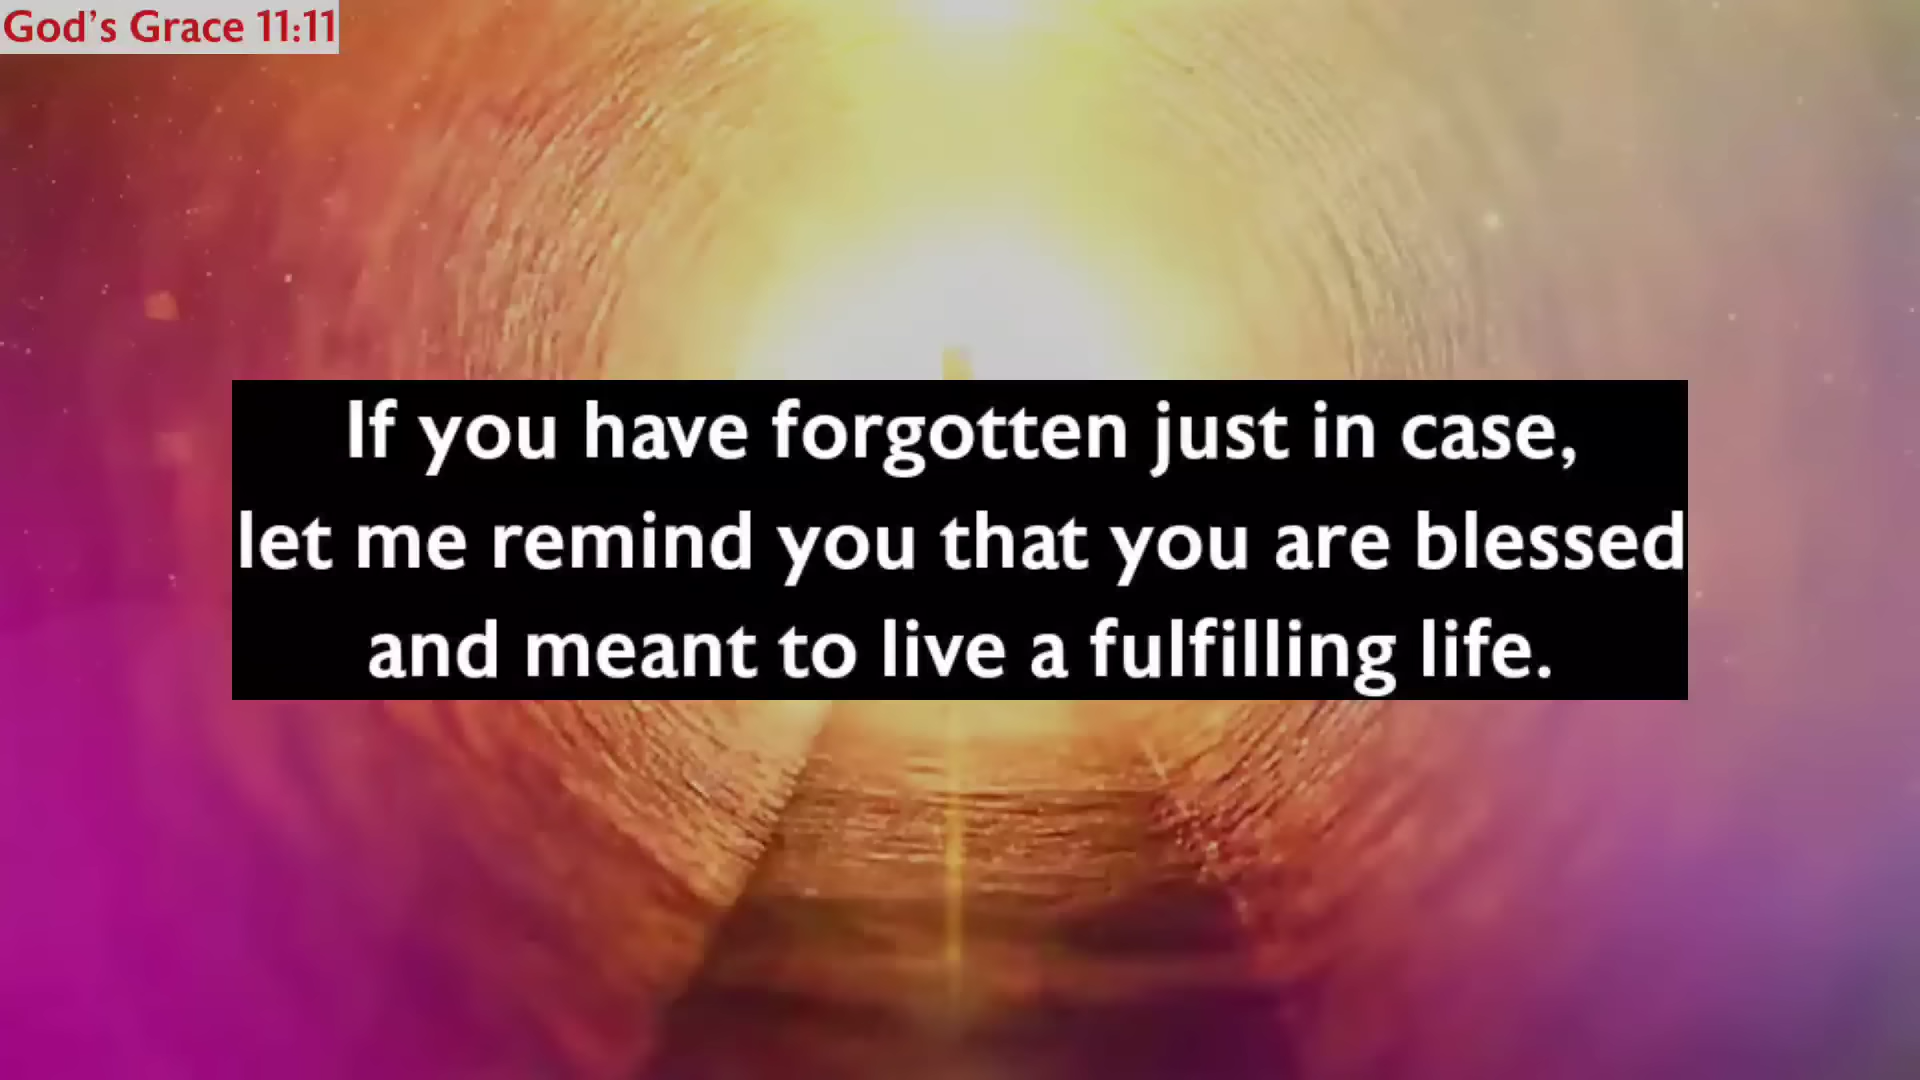 God's Grace 11:11
If you have forgotten just in case,
let me remind you that you are blessed
and meant to live a fulfilling life.